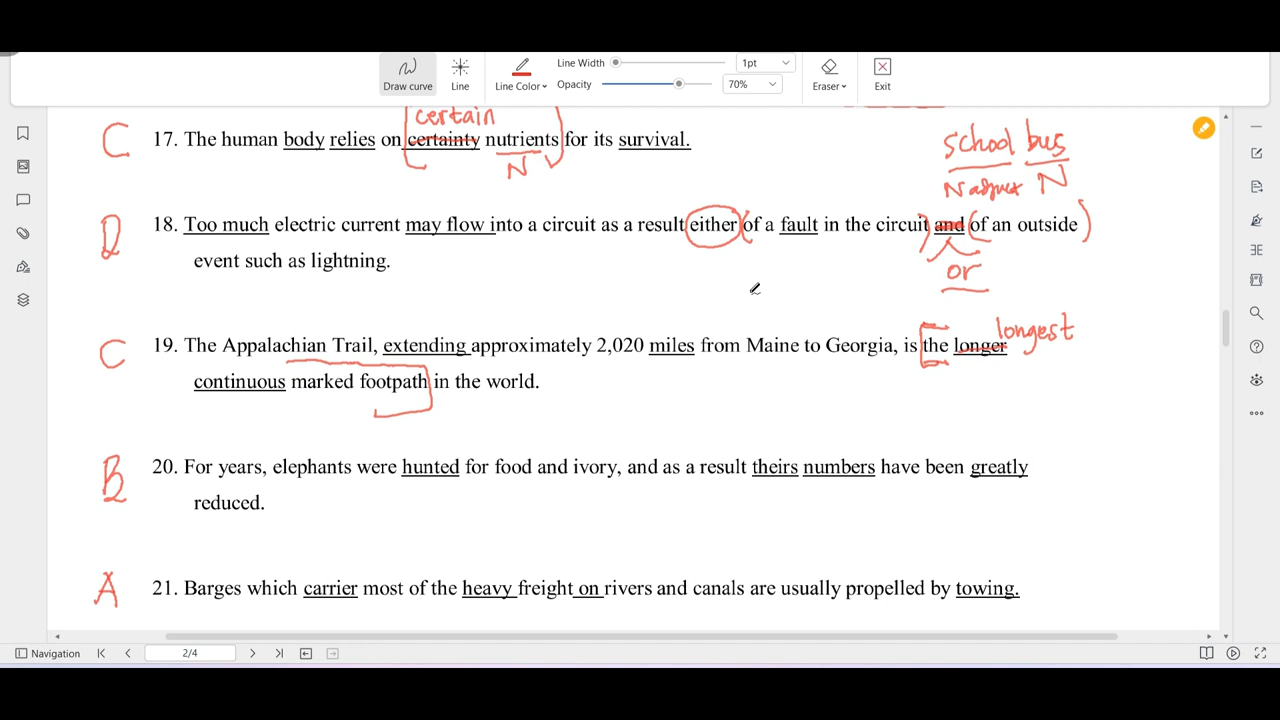 Line Width
1pt
Draw curve
Line
Line Color
Opacity
70%
Eraser
Exit
certain
C
17. The human body relies on certainty nutrients for its survival.
N
school bus
N adjunct N
D
18. Too much electric current may flow into a circuit as a result either of a fault in the circuit and of an outside
event such as lightning.
or
longest
C
19. The Appalachian Trail, extending approximately 2,020 miles from Maine to Georgia, is the longer
continuous marked footpath in the world.
B
20. For years, elephants were hunted for food and ivory, and as a result theirs numbers have been greatly
reduced.
A
21. Barges which carrier most of the heavy freight on rivers and canals are usually propelled by towing.
Navigation
2/4